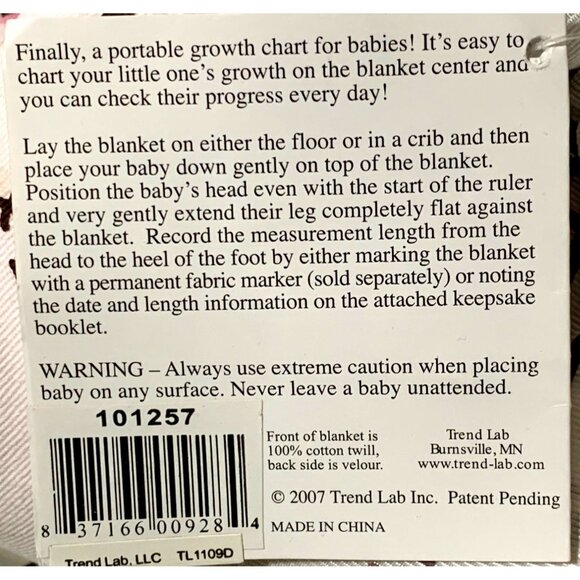 Finally, a portable growth chart for babies! It's easy to
chart your little one's growth on the blanket center and
you can check their progress every day!
Lay the blanket on either the floor or in a crib and then
place your baby down gently on top of the blanket.
Position the baby's head even with the start of the ruler
and very gently extend their leg completely flat against
the blanket. Record the measurement length from the
head to the heel of the foot by either marking the blanket
with a permanent fabric marker (sold separately) or noting
the date and length information on the attached keepsake
booklet.
WARNING – Always use extreme caution when placing
baby on any surface. Never leave a baby unattended.
101257
8 37166 00928 4
Trend Lab, LLC TL1109D
Front of blanket is
100% cotton twill,
back side is velour.
Trend Lab
Burnsville, MN
www.trend-lab.com
© 2007 Trend Lab Inc. Patent Pending
MADE IN CHINA